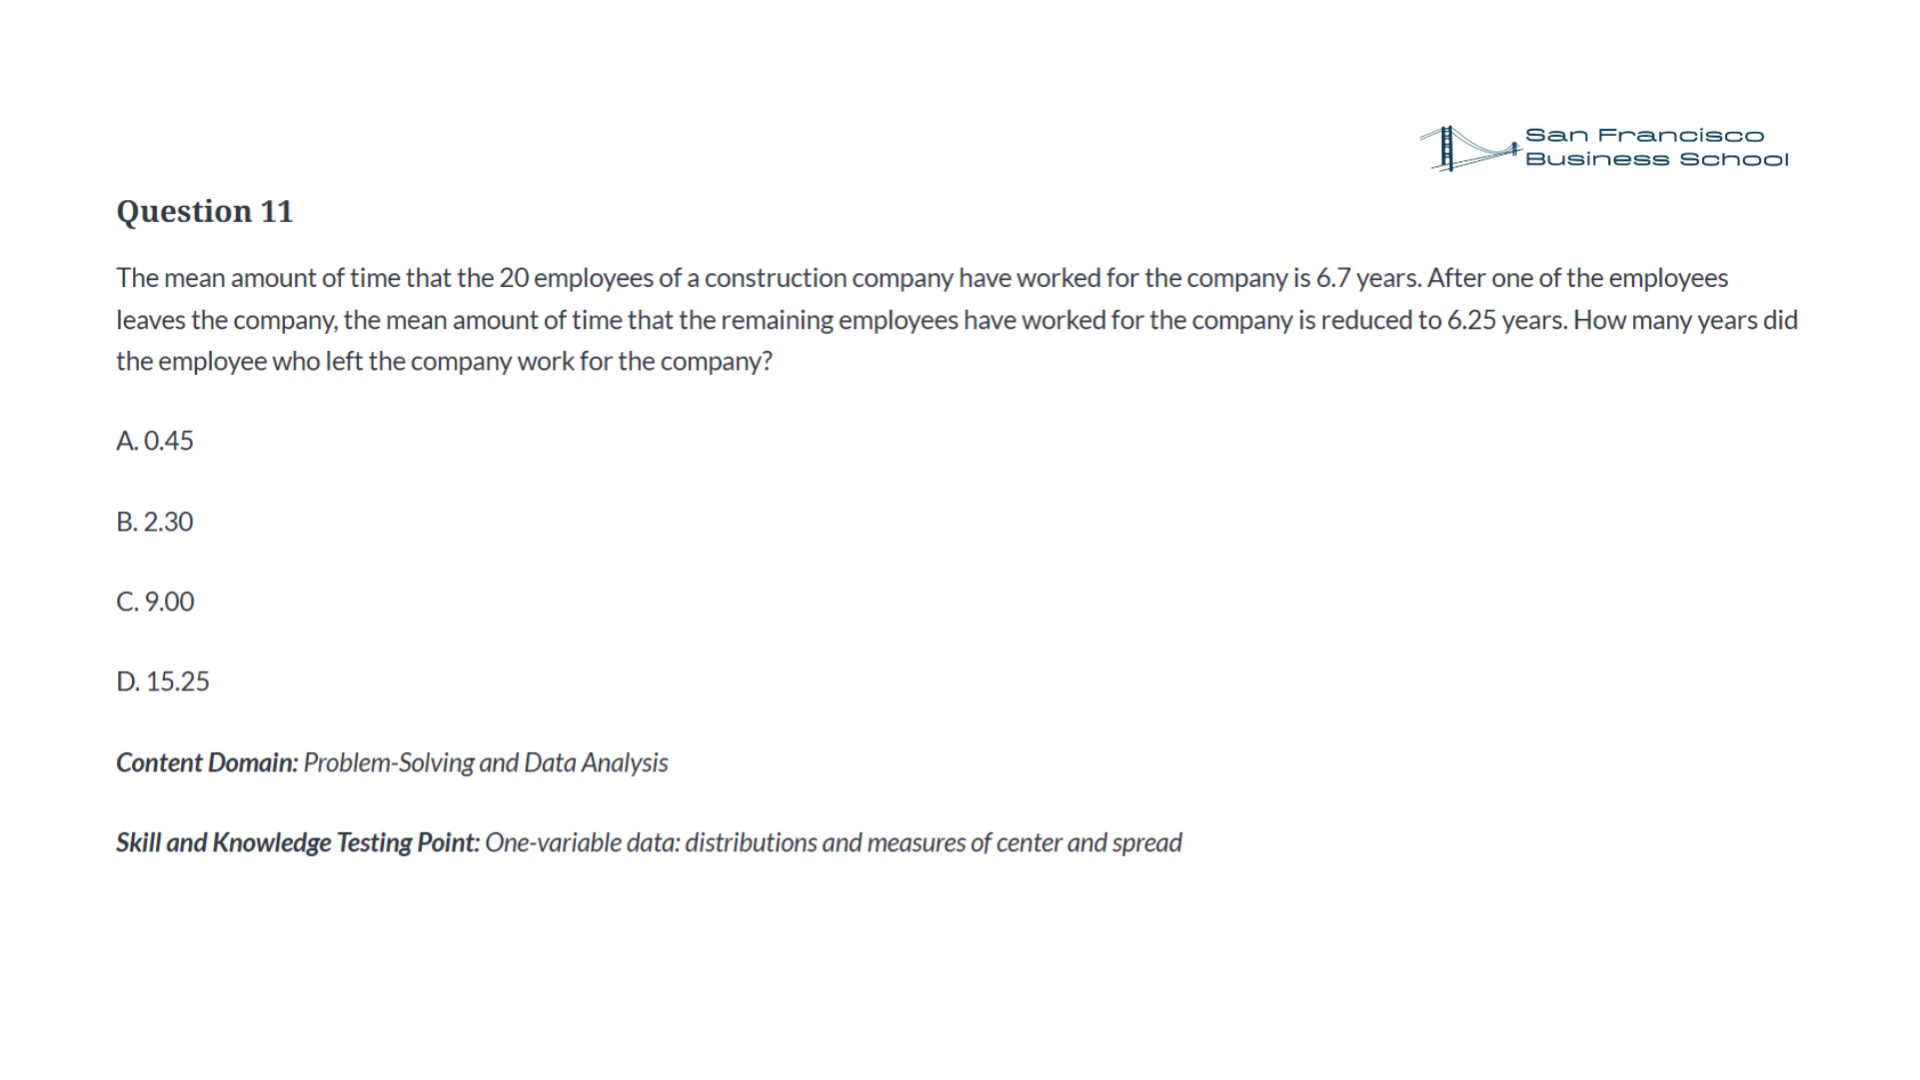 San Francisco
Business School
Question 11
The mean amount of time that the 20 employees of a construction company have worked for the company is 6.7 years. After one of the employees
leaves the company, the mean amount of time that the remaining employees have worked for the company is reduced to 6.25 years. How many years did
the employee who left the company work for the company?
A. 0.45
B. 2.30
C. 9.00
D. 15.25
Content Domain: Problem-Solving and Data Analysis
Skill and Knowledge Testing Point: One-variable data: distributions and measures of center and spread